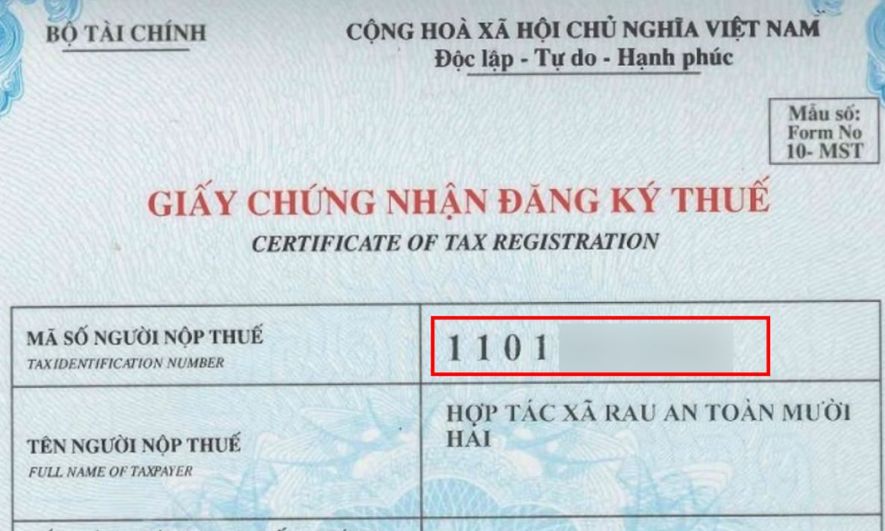 BỘ TÀI CHÍNH
CỘNG HOÀ XÃ HỘI CHỦ NGHĨA VIỆT NAM
Độc lập - Tự do - Hạnh phúc
Mẫu số:
Form No
10- MST
GIẤY CHỨNG NHẬN ĐĂNG KÝ THUẾ
CERTIFICATE OF TAX REGISTRATION
MÃ SỐ NGƯỜI NỘP THUẾ
TAXIDENTIFICATION NUMBER
1101
TÊN NGƯỜI NỘP THUẾ
FULL NAME OF TAXPAYER
HỢP TÁC XÃ RAU AN TOÀN MƯỜI
HAI